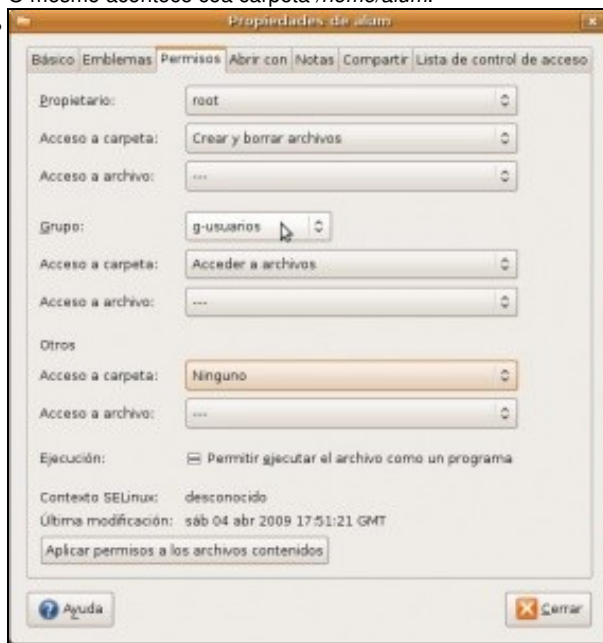 O mesmo acontece coa carpeta /home/alum.
Propiedades de alum
Básico Emblemas Permisos Abrir con Notas Compartir Lista de control de acceso
Propietario: root
Acceso a carpeta: Crear y borrar archivos
Acceso a archivo: ---
Grupo: g-usuarios
Acceso a carpeta: Acceder a archivos
Acceso a archivo: ---
Otros
Acceso a carpeta: Ninguno
Acceso a archivo: ---
Ejecución: Permitir ejecutar el archivo como un programa
Contexto SELinux: desconocido
Última modificación: sáb 04 abr 2009 17:51:21 GMT
Aplicar permisos a los archivos contenidos
Ayuda Cerrar